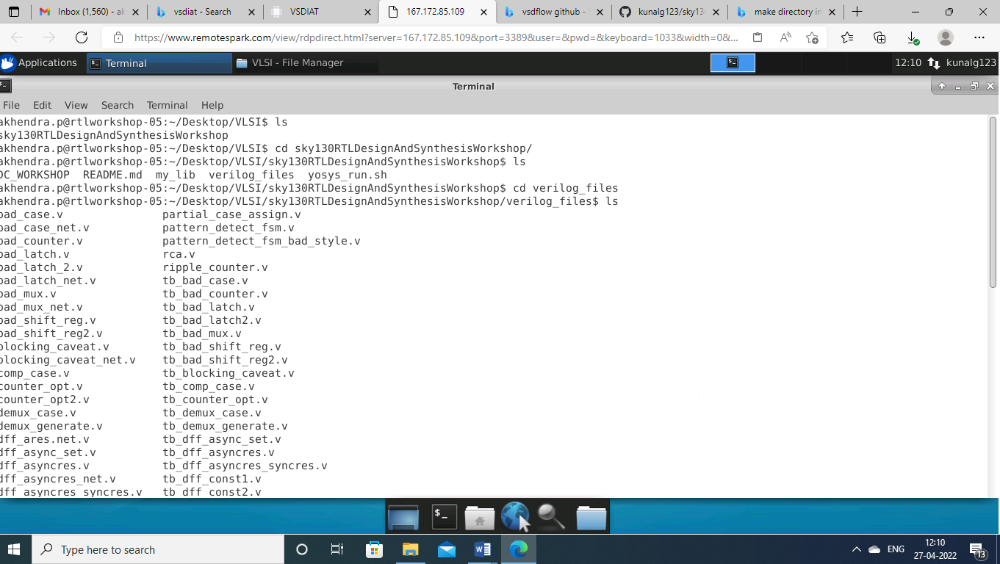 Inbox (1,560) - ak
vsdiat - Search
VSDIAT
167.172.85.109
vsdflow github -
kunalg123/sky130
make directory in
https://www.remotespark.com/view/rdpdirect.html?server=167.172.85.109&port=3389&user=&pwd=&keyboard=1033&width=0&...
Applications
Terminal
VLSI - File Manager
12:10
kunalg123
Terminal
File Edit View Search Terminal Help
akhendra.p@rtlworkshop-05:~/Desktop/VLSI$ ls
sky130RTLDesignAndSynthesisWorkshop
akhendra.p@rtlworkshop-05:~/Desktop/VLSI$ cd sky130RTLDesignAndSynthesisWorkshop/
akhendra.p@rtlworkshop-05:~/Desktop/VLSI/sky130RTLDesignAndSynthesisWorkshop$ ls
DC_WORKSHOP README.md my_lib verilog_files yosys_run.sh
akhendra.p@rtlworkshop-05:~/Desktop/VLSI/sky130RTLDesignAndSynthesisWorkshop$ cd verilog_files
akhendra.p@rtlworkshop-05:~/Desktop/VLSI/sky130RTLDesignAndSynthesisWorkshop/verilog_files$ ls
bad_case.v partial_case_assign.v
bad_case_net.v pattern_detect_fsm.v
bad_counter.v pattern_detect_fsm_bad_style.v
bad_latch.v rca.v
bad_latch_2.v ripple_counter.v
bad_latch_net.v tb_bad_case.v
bad_mux.v tb_bad_counter.v
bad_mux_net.v tb_bad_latch.v
bad_shift_reg.v tb_bad_latch2.v
bad_shift_reg2.v tb_bad_mux.v
blocking_caveat.v tb_bad_shift_reg.v
blocking_caveat_net.v tb_bad_shift_reg2.v
comp_case.v tb_blocking_caveat.v
counter_opt.v tb_comp_case.v
counter_opt2.v tb_counter_opt.v
demux_case.v tb_demux_case.v
demux_generate.v tb_demux_generate.v
dff_ares.net.v tb_dff_async_set.v
dff_async_set.v tb_dff_asyncres.v
dff_asyncres.v tb_dff_asyncres_syncres.v
dff_asyncres_net.v tb_dff_const1.v
dff_asyncres_syncres.v tb_dff_const2.v
Type here to search
ENG
12:10
27-04-2022
13